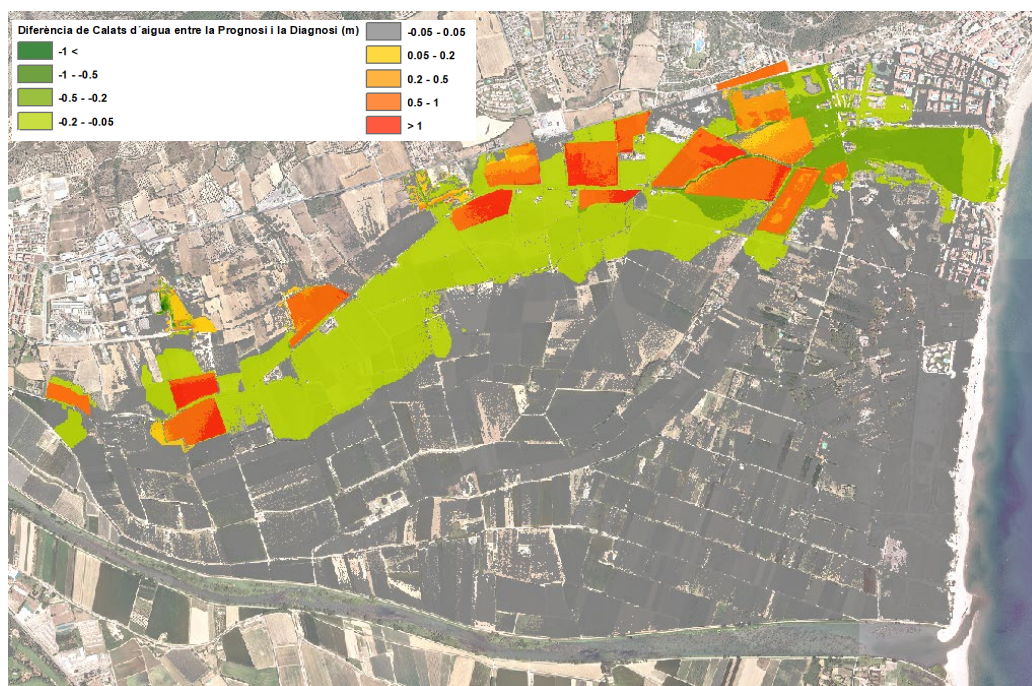 Diferència de Calats d´aigua entre la Prognosi i la Diagnosi (m)
-1 <
-1 - -0.5
-0.5 - -0.2
-0.2 - -0.05
-0.05 - 0.05
0.05 - 0.2
0.2 - 0.5
0.5 - 1
> 1